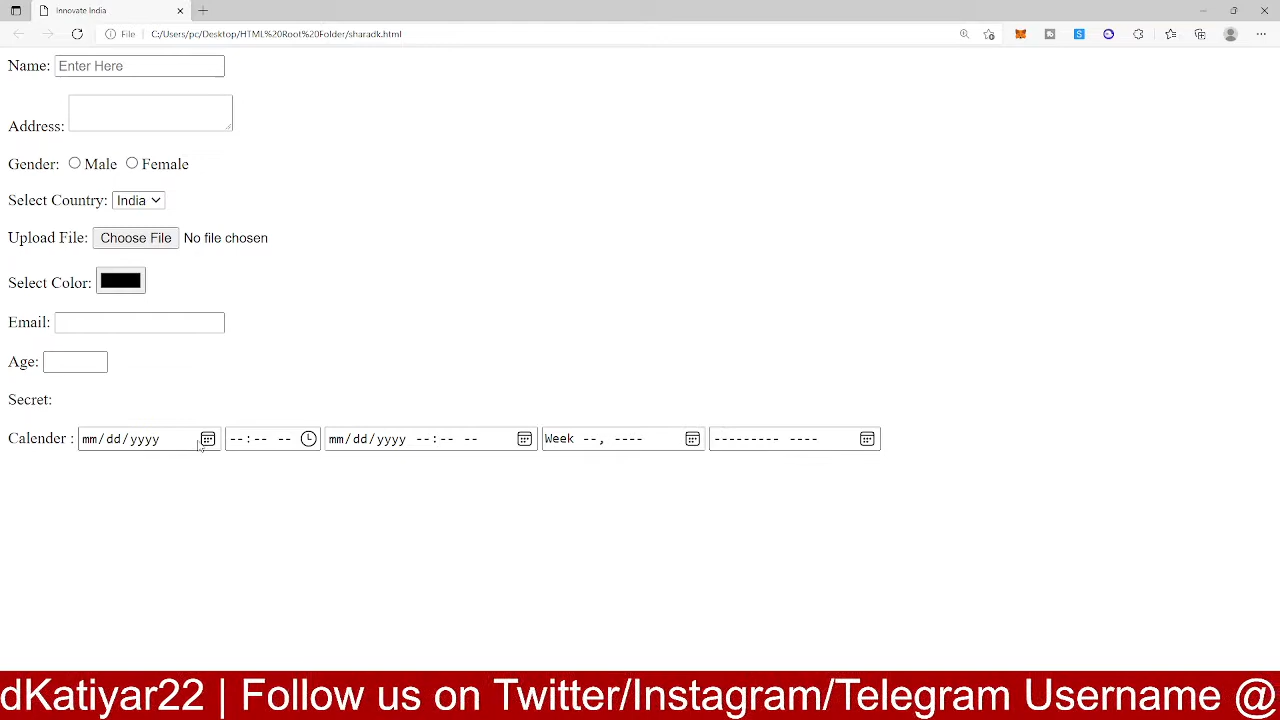 Innovate India
File C:/Users/pc/Desktop/HTML%20Root%20Folder/sharadk.html
Name: Enter Here
Address:
Gender: Male Female
Select Country: India
Upload File: Choose File No file chosen
Select Color:
Email:
Age:
Secret:
Calender : mm/dd/yyyy --:-- -- mm/dd/yyyy --:-- -- Week --, ---- --------- ----
dKatiyar22 | Follow us on Twitter/Instagram/Telegram Username @